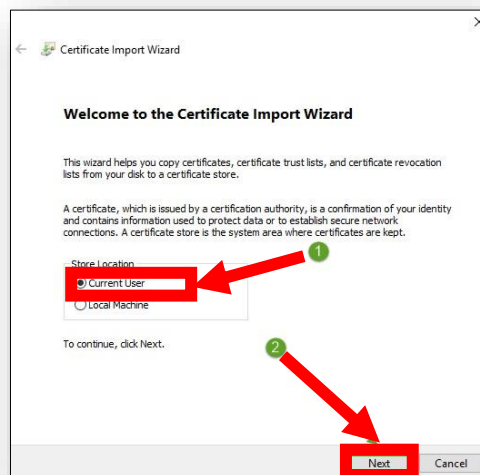 Certificate Import Wizard
Welcome to the Certificate Import Wizard
This wizard helps you copy certificates, certificate trust lists, and certificate revocation
lists from your disk to a certificate store.
A certificate, which is issued by a certification authority, is a confirmation of your identity
and contains information used to protect data or to establish secure network
connections. A certificate store is the system area where certificates are kept.
1
Store Location
Current User
Local Machine
To continue, click Next.
2
Next
Cancel